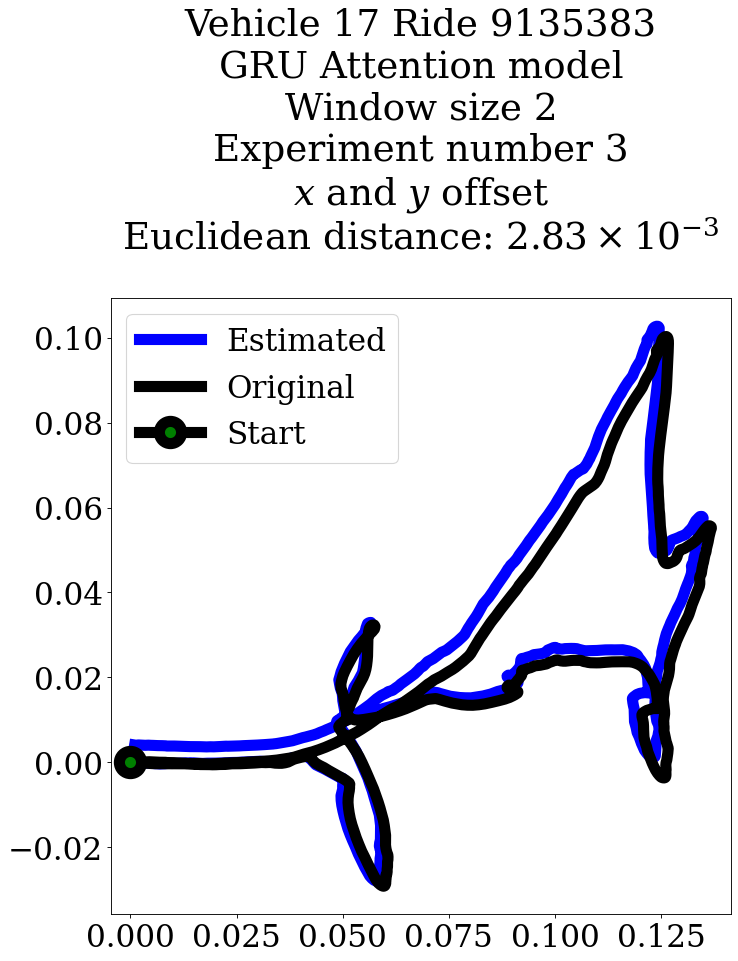 Vehicle 17 Ride 9135383
GRU Attention model
Window size 2
Experiment number 3
x and y offset
Euclidean distance: 2.83 × 10⁻³
Estimated
Original
Start
0.10
0.08
0.06
0.04
0.02
0.00
−0.02
0.000 0.025 0.050 0.075 0.100 0.125